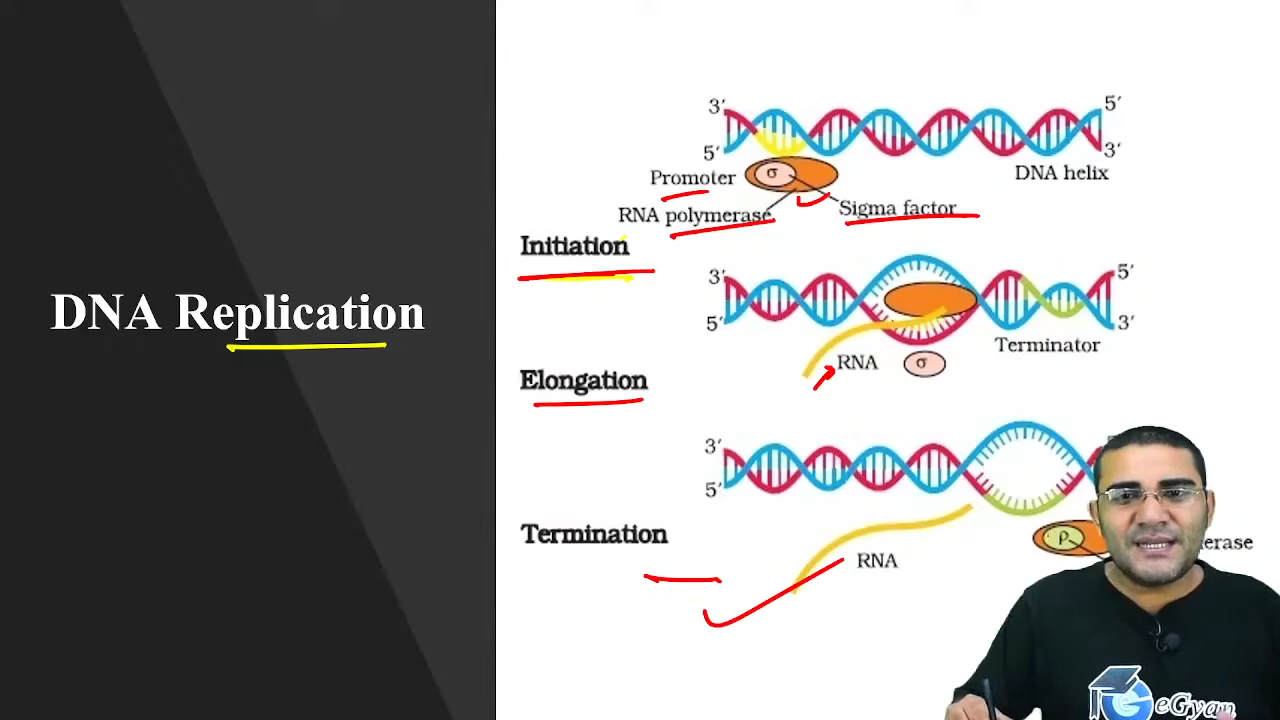 DNA Replication
3′
5′
5′
3′
σ
Promoter
DNA helix
RNA polymerase
Sigma factor
Initiation
3′
5′
5′
3′
Terminator
RNA
σ
Elongation
3′
5′
ρ
erase
Termination
RNA
eGyan